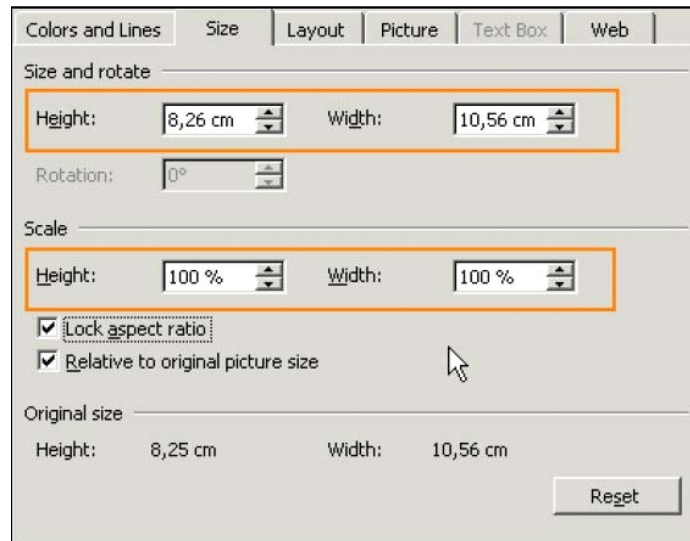 Colors and Lines Size Layout Picture Text Box Web
Size and rotate
Height: 8,26 cm Width: 10,56 cm
Rotation: 0°
Scale
Height: 100 % Width: 100 %
Lock aspect ratio
Relative to original picture size
Original size
Height: 8,25 cm Width: 10,56 cm
Reset